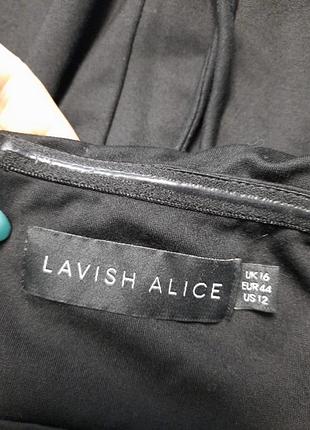 LAVISH ALICE
UK 16
EUR 44
US 12